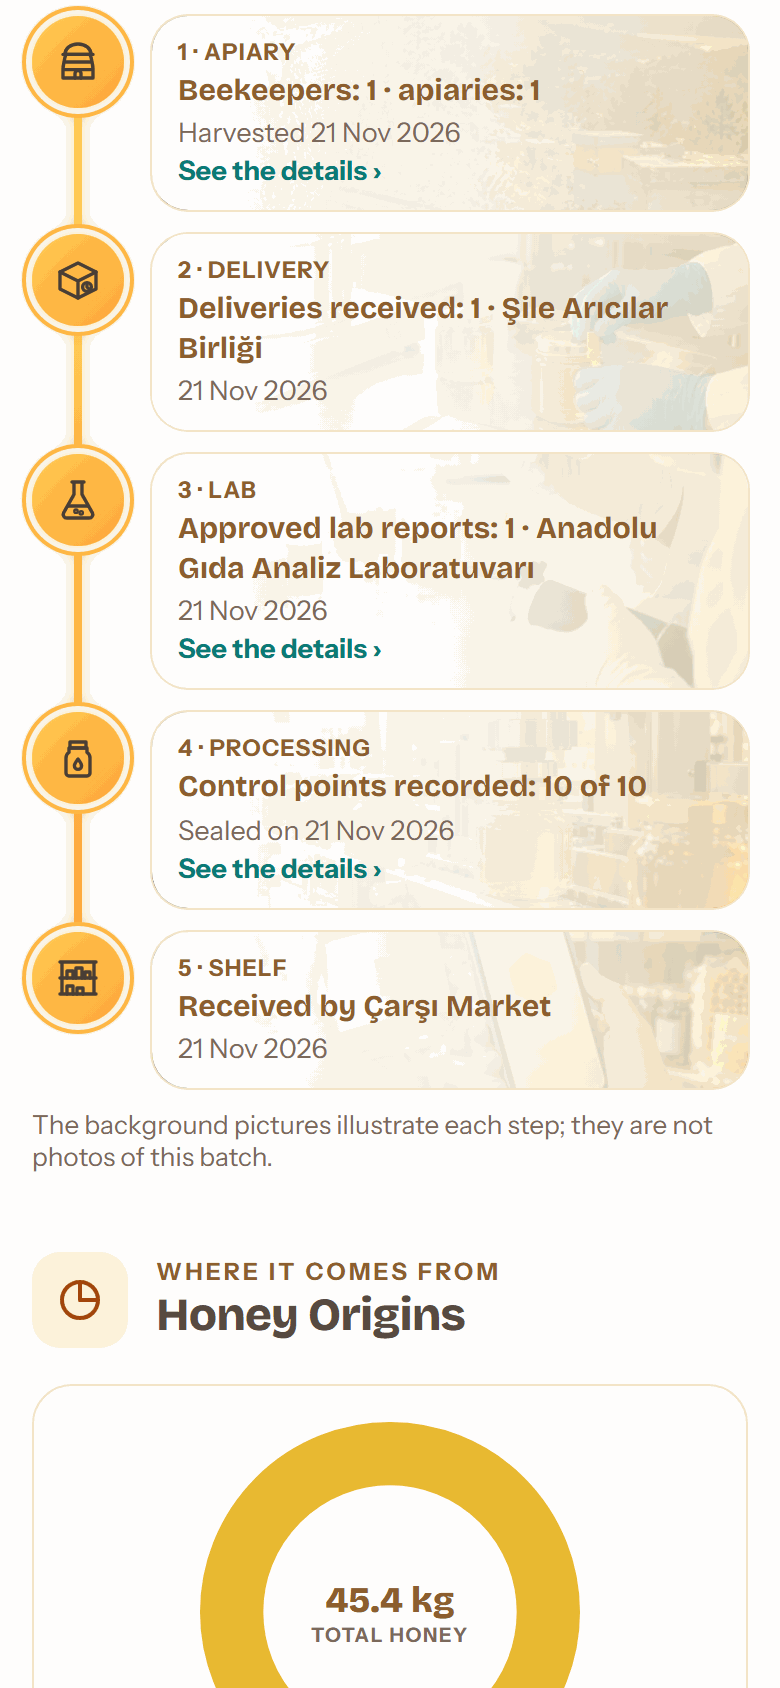 1 · APIARY
Beekeepers: 1 · apiaries: 1
Harvested 21 Nov 2026
See the details ›
2 · DELIVERY
Deliveries received: 1 · Şile Arıcılar
Birliği
21 Nov 2026
3 · LAB
Approved lab reports: 1 · Anadolu
Gıda Analiz Laboratuvarı
21 Nov 2026
See the details ›
4 · PROCESSING
Control points recorded: 10 of 10
Sealed on 21 Nov 2026
See the details ›
5 · SHELF
Received by Çarşı Market
21 Nov 2026
The background pictures illustrate each step; they are not
photos of this batch.
WHERE IT COMES FROM
Honey Origins
45.4 kg
TOTAL HONEY